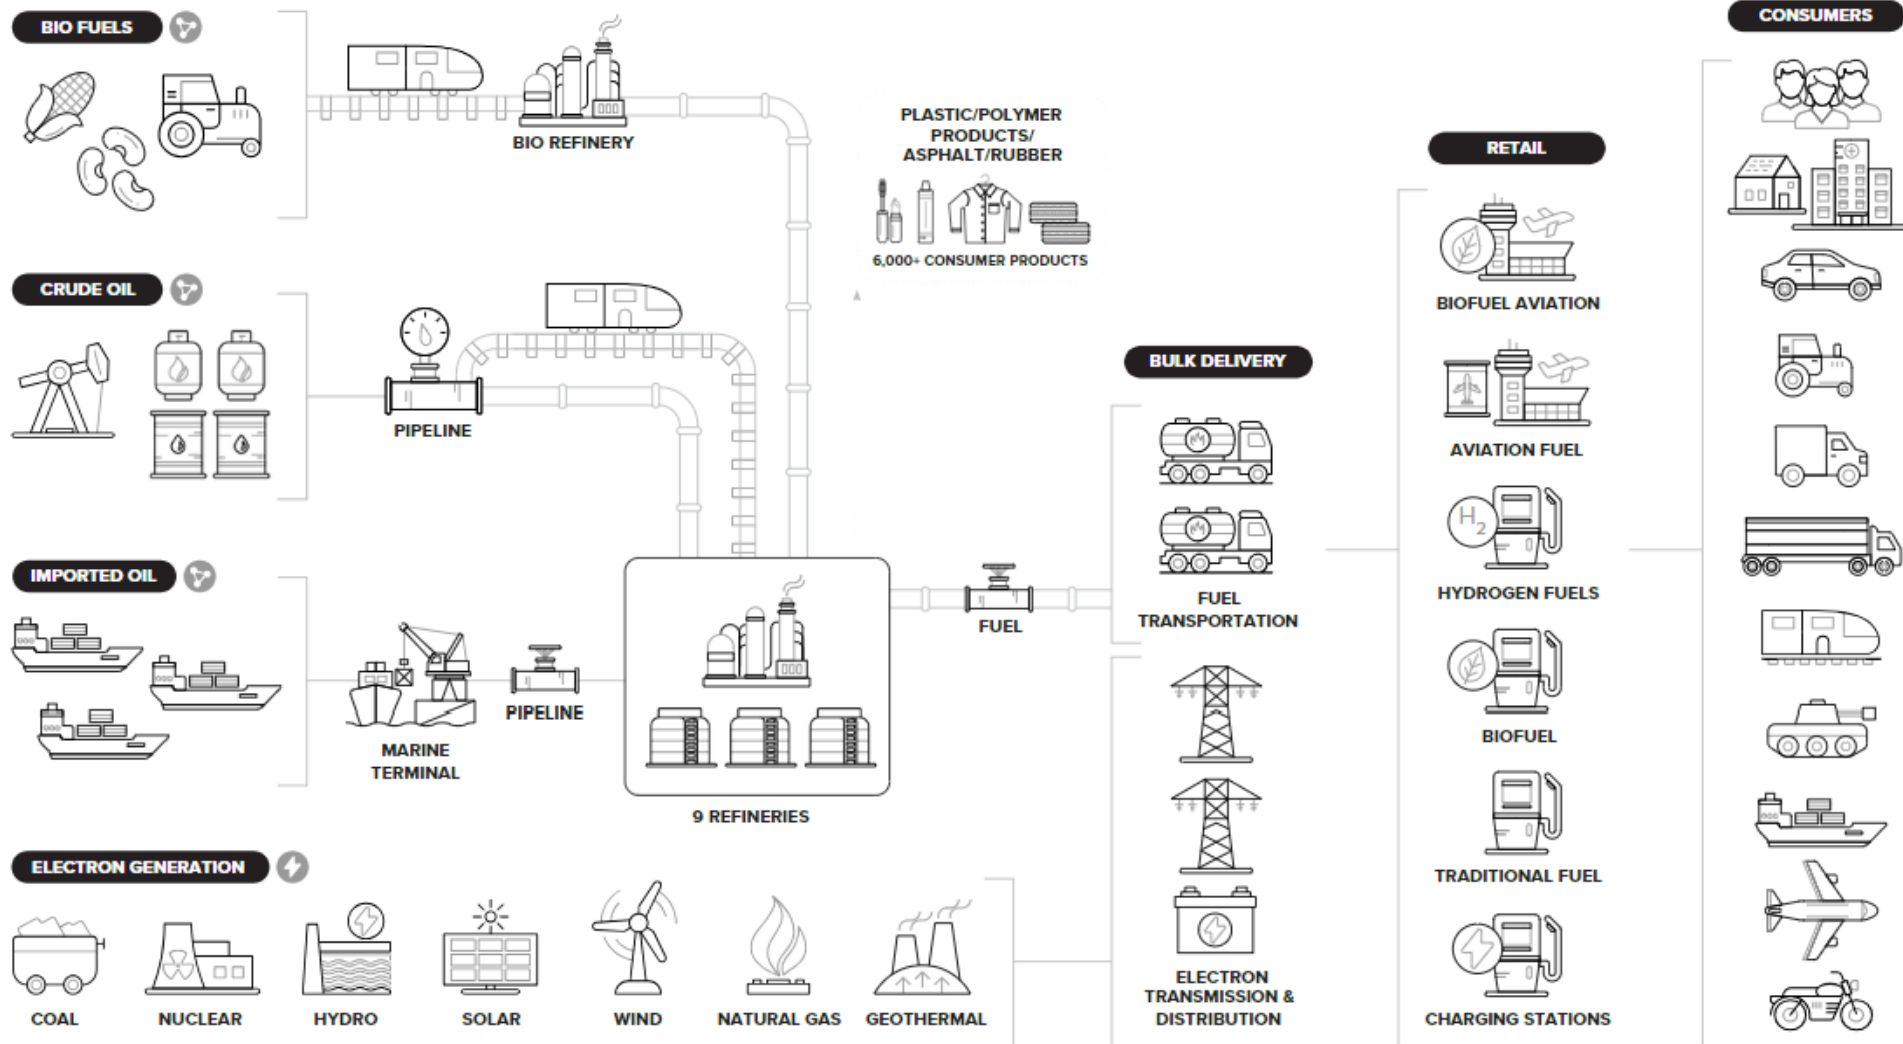 BIO FUELS
BIO REFINERY
PLASTIC/POLYMER
PRODUCTS/
ASPHALT/RUBBER
6,000+ CONSUMER PRODUCTS
CRUDE OIL
PIPELINE
IMPORTED OIL
MARINE
TERMINAL
PIPELINE
9 REFINERIES
FUEL
ELECTRON GENERATION
COAL
NUCLEAR
HYDRO
SOLAR
WIND
NATURAL GAS
GEOTHERMAL
BULK DELIVERY
FUEL
TRANSPORTATION
ELECTRON
TRANSMISSION &
DISTRIBUTION
RETAIL
BIOFUEL AVIATION
AVIATION FUEL
H2
HYDROGEN FUELS
BIOFUEL
TRADITIONAL FUEL
CHARGING STATIONS
CONSUMERS